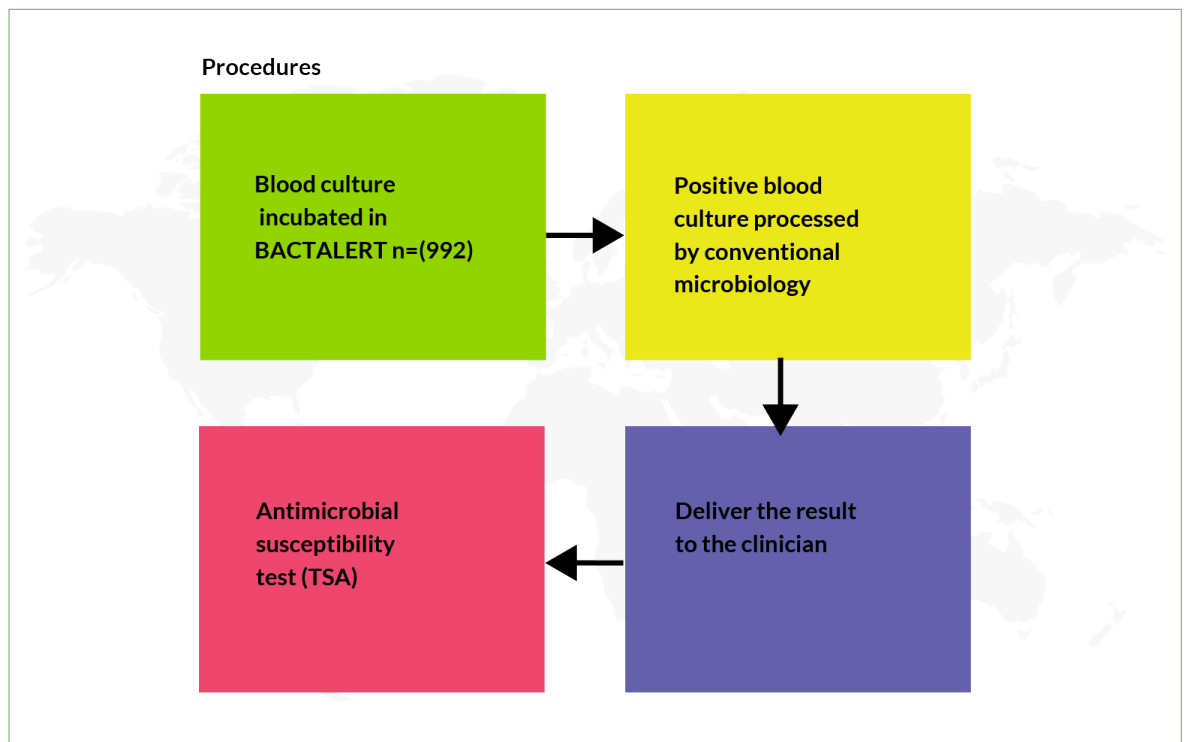 Procedures
Blood culture
incubated in
BACTALERT n=(992)
Positive blood
culture processed
by conventional
microbiology
Deliver the result
to the clinician
Antimicrobial
susceptibility
test (TSA)